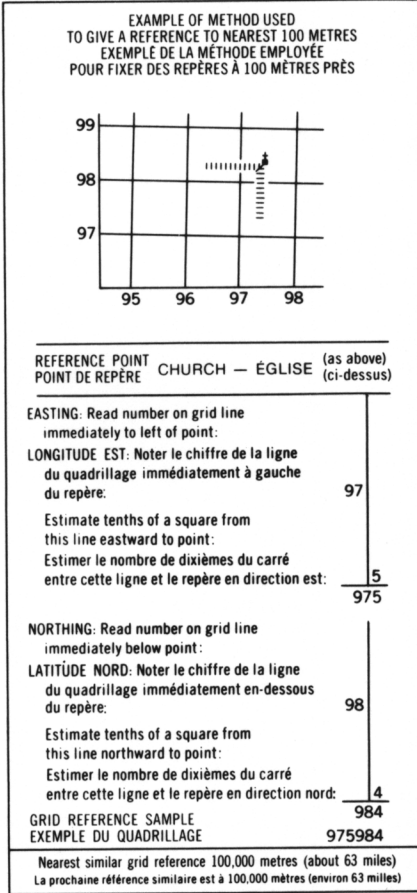 EXAMPLE OF METHOD USED
TO GIVE A REFERENCE TO NEAREST 100 METRES
EXEMPLE DE LA MÉTHODE EMPLOYÉE
POUR FIXER DES REPÈRES À 100 MÈTRES PRÈS
99
98
97
95 96 97 98
REFERENCE POINT
POINT DE REPÈRE CHURCH — ÉGLISE (as above)
(ci-dessus)
EASTING: Read number on grid line
immediately to left of point:
LONGITUDE EST: Noter le chiffre de la ligne
du quadrillage immédiatement à gauche
du repère: 97
Estimate tenths of a square from
this line eastward to point:
Estimer le nombre de dixièmes du carré
entre cette ligne et le repère en direction est: 5
975
NORTHING: Read number on grid line
immediately below point:
LATITÙDE NORD: Noter le chiffre de la ligne
du quadrillage immédiatement en-dessous
du repère: 98
Estimate tenths of a square from
this line northward to point:
Estimer le nombre de dixièmes du carré
entre cette ligne et le repère en direction nord: 4
984
GRID REFERENCE SAMPLE
EXEMPLE DU QUADRILLAGE 975984
Nearest similar grid reference 100,000 metres (about 63 miles)
La prochaine référence similaire est à 100,000 mètres (environ 63 milles)